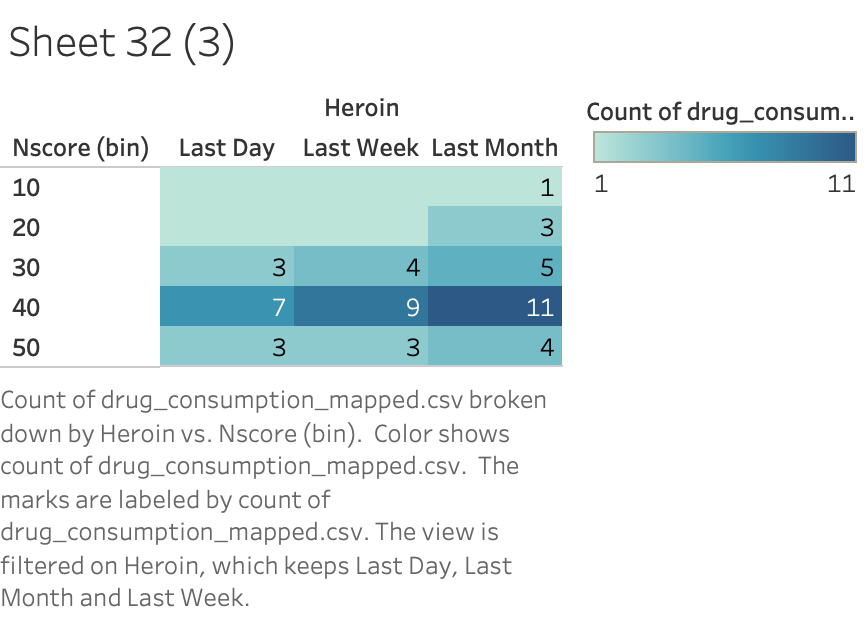 Sheet 32 (3)
Heroin
Count of drug_consum..
Nscore (bin) Last Day Last Week Last Month
1 11
10 1
20 3
30 3 4 5
40 7 9 11
50 3 3 4
Count of drug_consumption_mapped.csv broken
down by Heroin vs. Nscore (bin).  Color shows
count of drug_consumption_mapped.csv.  The
marks are labeled by count of
drug_consumption_mapped.csv. The view is
filtered on Heroin, which keeps Last Day, Last
Month and Last Week.